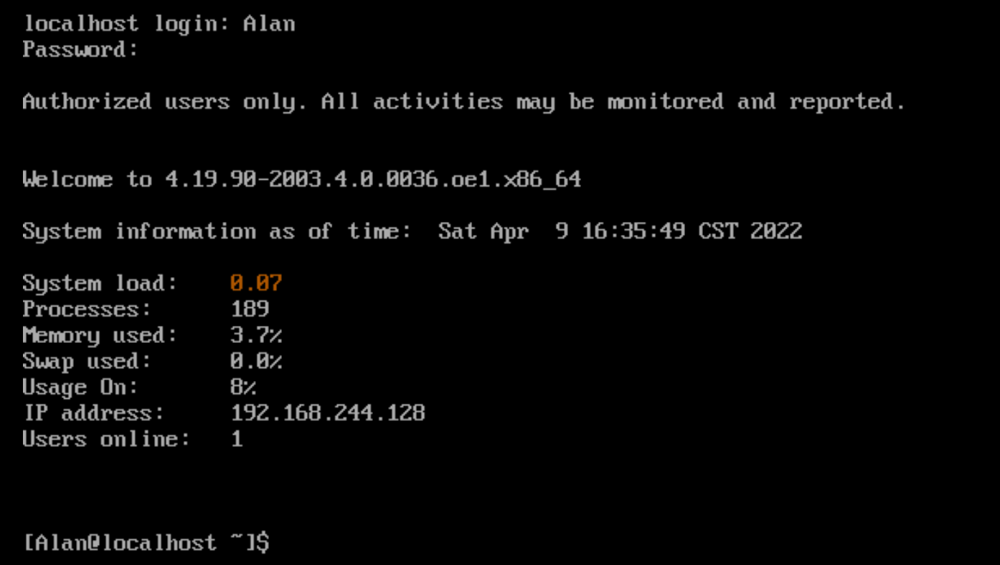 localhost login: Alan
Password:
Authorized users only. All activities may be monitored and reported.
Welcome to 4.19.90-2003.4.0.0036.oe1.x86_64
System information as of time:  Sat Apr  9 16:35:49 CST 2022
System load:    0.07
Processes:      189
Memory used:    3.7%
Swap used:      0.0%
Usage On:       8%
IP address:     192.168.244.128
Users online:   1
[Alan@localhost ~]$